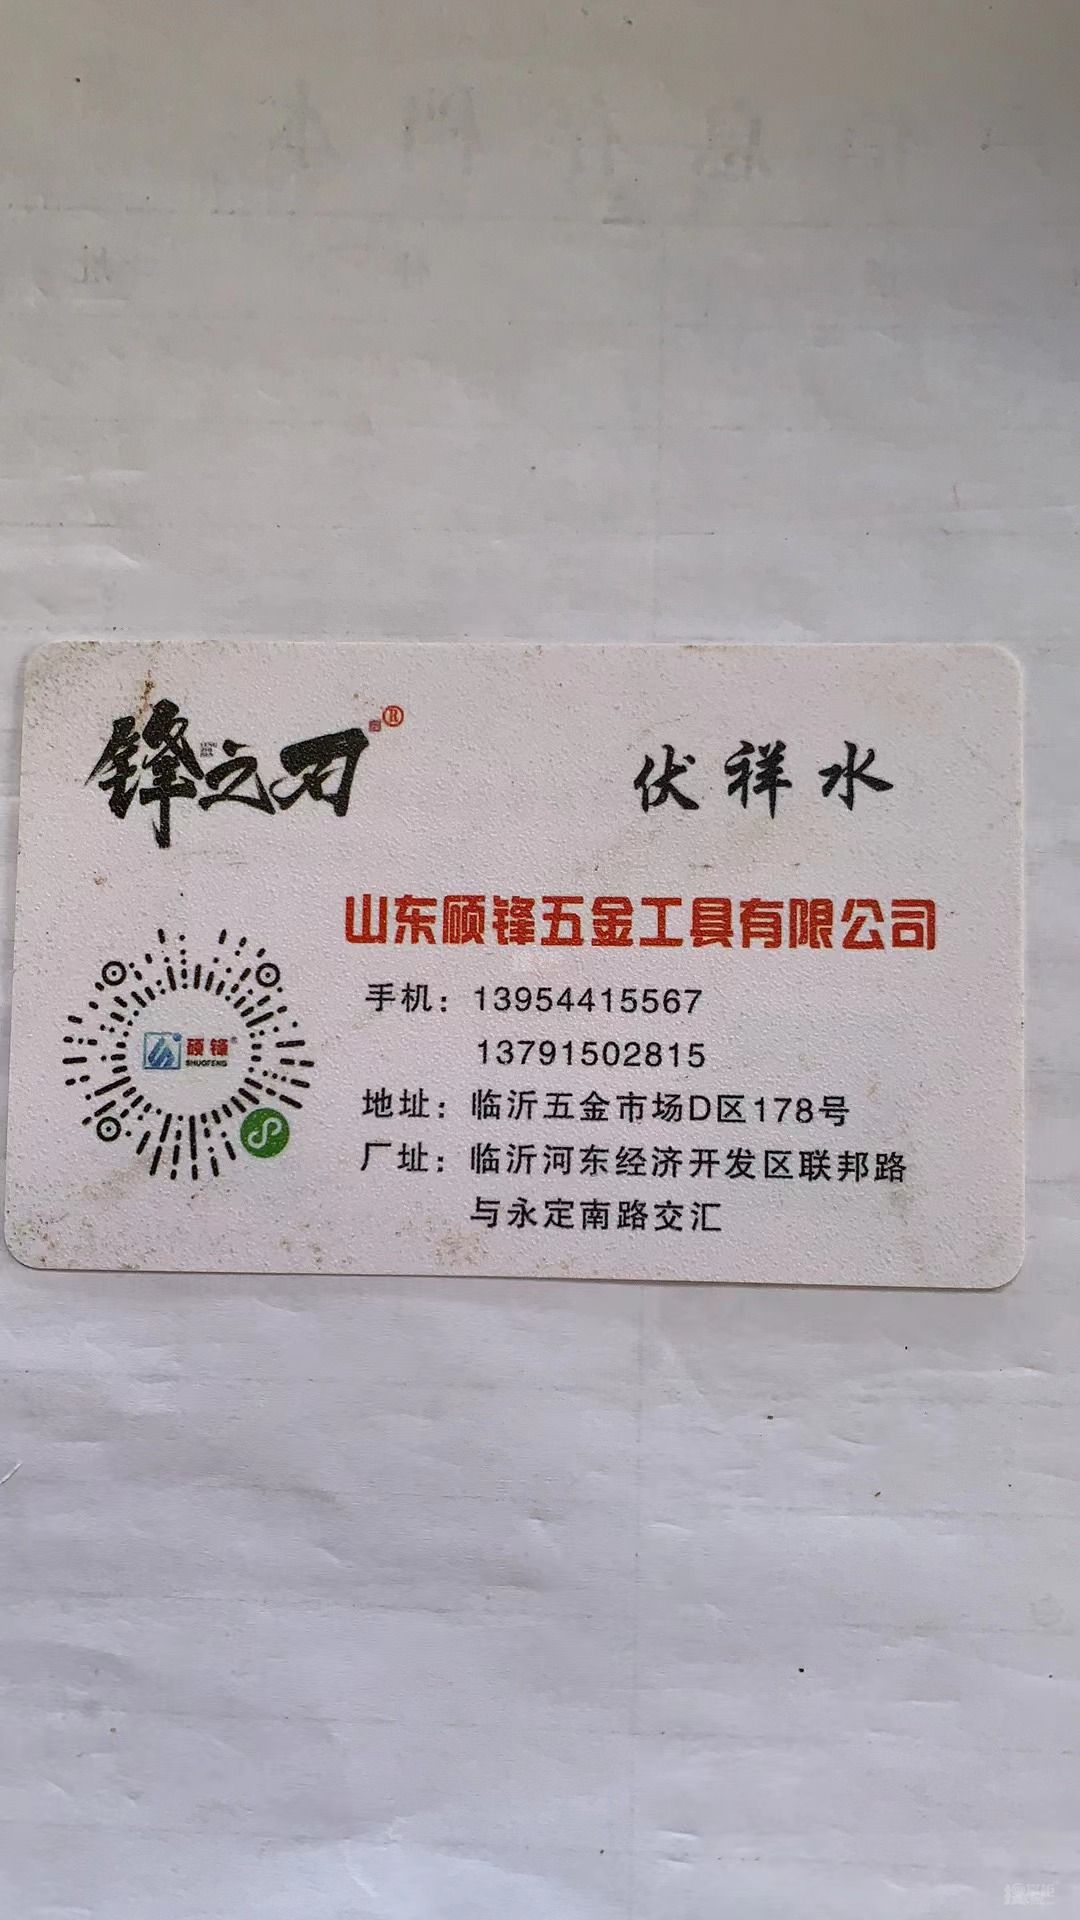 锋之刃®
伏祥水
山东硕锋五金工具有限公司
硕锋®
SHUOFENG
手机：13954415567
13791502815
地址：临沂五金市场D区178号
厂址：临沂河东经济开发区联邦路
与永定南路交汇